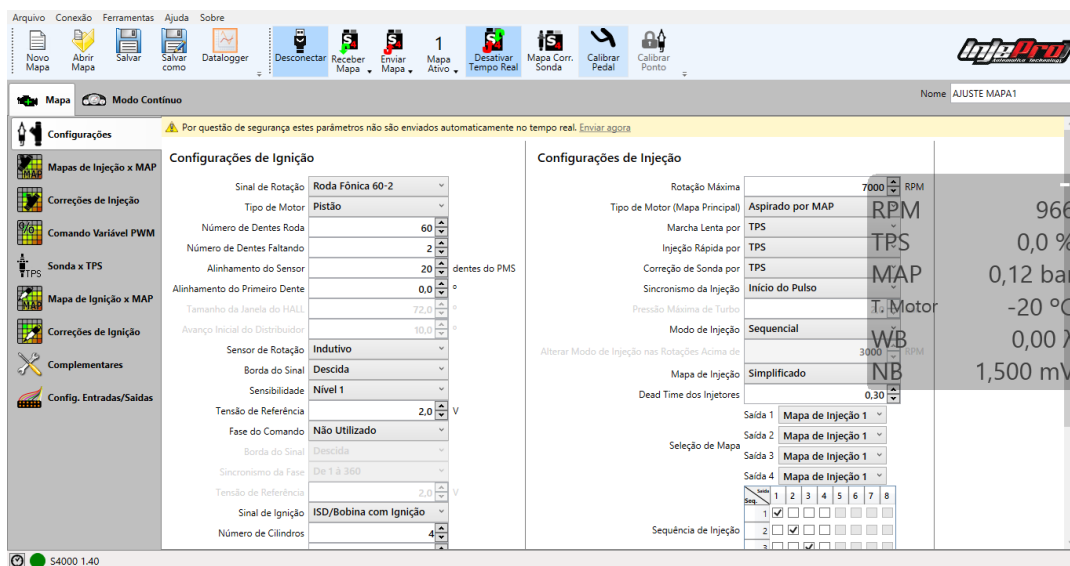 Arquivo Conexão Ferramentas Ajuda Sobre
Novo Mapa
Abrir Mapa
Salvar
Salvar como
Datalogger
Desconectar
Receber Mapa
Enviar Mapa
1
Mapa Ativo
Desativar Tempo Real
Mapa Corr. Sonda
Calibrar Pedal
Calibrar Ponto
InjePro
Automotive Technology
Mapa
Modo Contínuo
Nome AJUSTE MAPA1
Configurações
Mapas de Injeção x MAP
Correções de Injeção
Comando Variável PWM
Sonda x TPS
Mapa de Ignição x MAP
Correções de Ignição
Complementares
Config. Entradas/Saidas
Por questão de segurança estes parâmetros não são enviados automaticamente no tempo real. Enviar agora
Configurações de Ignição
Sinal de Rotação Roda Fônica 60-2
Tipo de Motor Pistão
Número de Dentes Roda 60
Número de Dentes Faltando 2
Alinhamento do Sensor 20 dentes do PMS
Alinhamento do Primeiro Dente 0,0 °
Tamanho da Janela do HALL 72,0 °
Avanço Inicial do Distribuidor 10,0 °
Sensor de Rotação Indutivo
Borda do Sinal Descida
Sensibilidade Nível 1
Tensão de Referência 2,0 V
Fase do Comando Não Utilizado
Borda do Sinal Descida
Sincronismo da Fase De 1 à 360
Tensão de Referência 2,0 V
Sinal de Ignição ISD/Bobina com Ignição
Número de Cilindros 4
Configurações de Injeção
Rotação Máxima 7000 RPM
Tipo de Motor (Mapa Principal) Aspirado por MAP
Marcha Lenta por TPS
Injeção Rápida por TPS
Correção de Sonda por TPS
Sincronismo da Injeção Início do Pulso
Pressão Máxima de Turbo
Modo de Injeção Sequencial
Alterar Modo de Injeção nas Rotações Acima de 3000 RPM
Mapa de Injeção Simplificado
Dead Time dos Injetores 0,30
Seleção de Mapa
Saída 1 Mapa de Injeção 1
Saída 2 Mapa de Injeção 1
Saída 3 Mapa de Injeção 1
Saída 4 Mapa de Injeção 1
Sequência de Injeção
Saída
Seq.
1 2 3 4 5 6 7 8
1
2
3
RPM 966
TPS 0,0 %
MAP 0,12 bar
T. Motor -20 °C
WB 0,00 λ
NB 1,500 mV
S4000 1.40